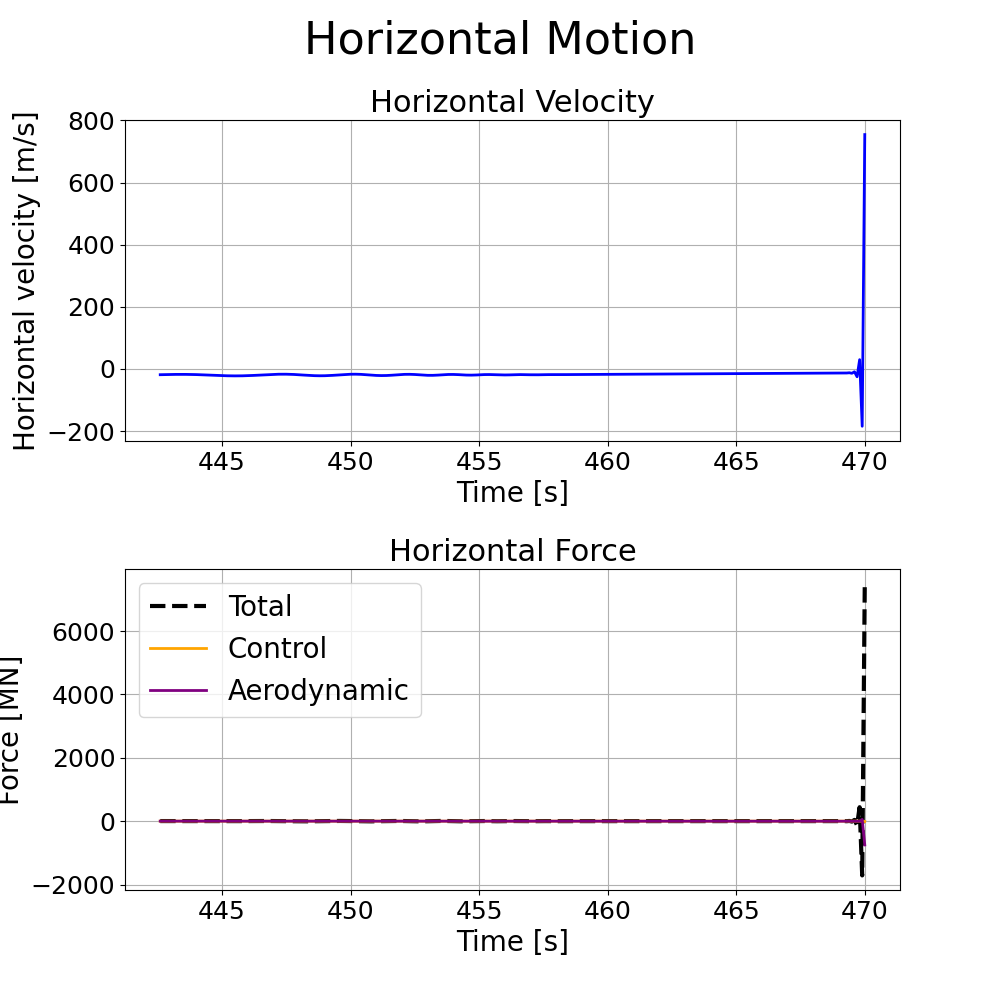 Horizontal Motion
Horizontal Velocity
Horizontal velocity [m/s]
800
600
400
200
0
−200
445 450 455 460 465 470
Time [s]
Horizontal Force
Force [MN]
Total
Control
Aerodynamic
6000
4000
2000
0
−2000
445 450 455 460 465 470
Time [s]